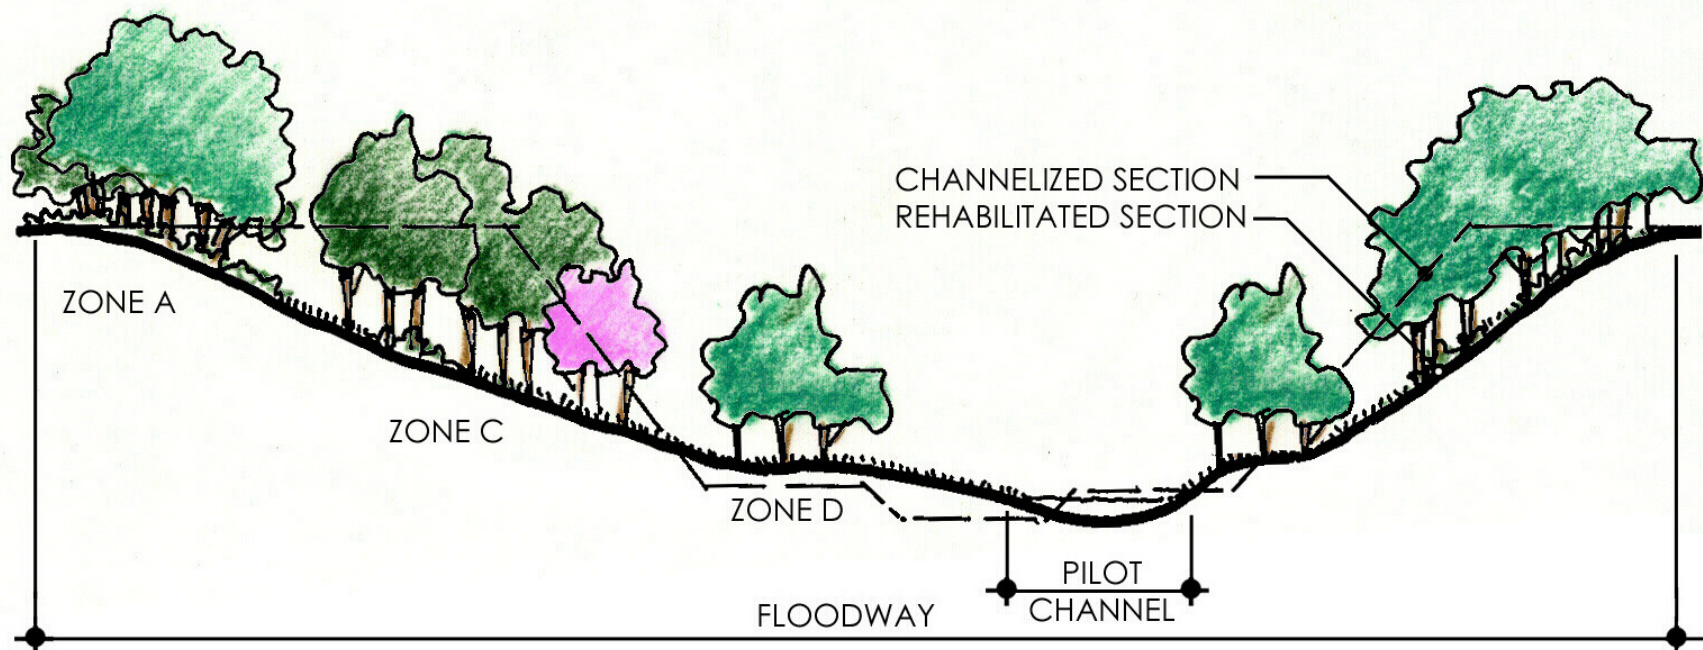 CHANNELIZED SECTION
REHABILITATED SECTION
ZONE A
ZONE C
ZONE D
PILOT
CHANNEL
FLOODWAY